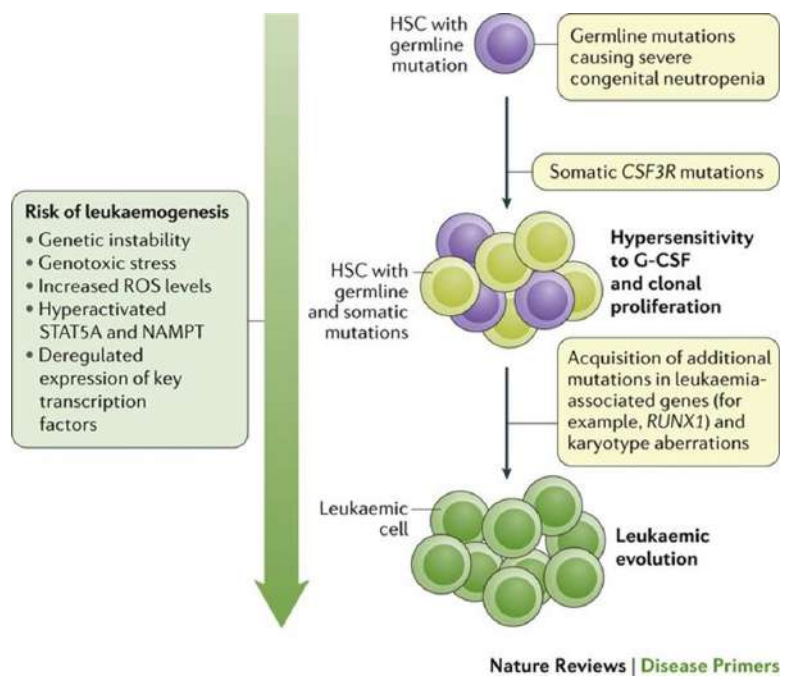 HSC with
germline
mutation
Germline mutations
causing severe
congenital neutropenia
Somatic CSF3R mutations
Risk of leukaemogenesis
• Genetic instability
• Genotoxic stress
• Increased ROS levels
• Hyperactivated
STAT5A and NAMPT
• Deregulated
expression of key
transcription
factors
HSC with
germline
and somatic
mutations
Hypersensitivity
to G-CSF
and clonal
proliferation
Acquisition of additional
mutations in leukaemia-
associated genes (for
example, RUNX1) and
karyotype aberrations
Leukaemic
cell
Leukaemic
evolution
Nature Reviews | Disease Primers